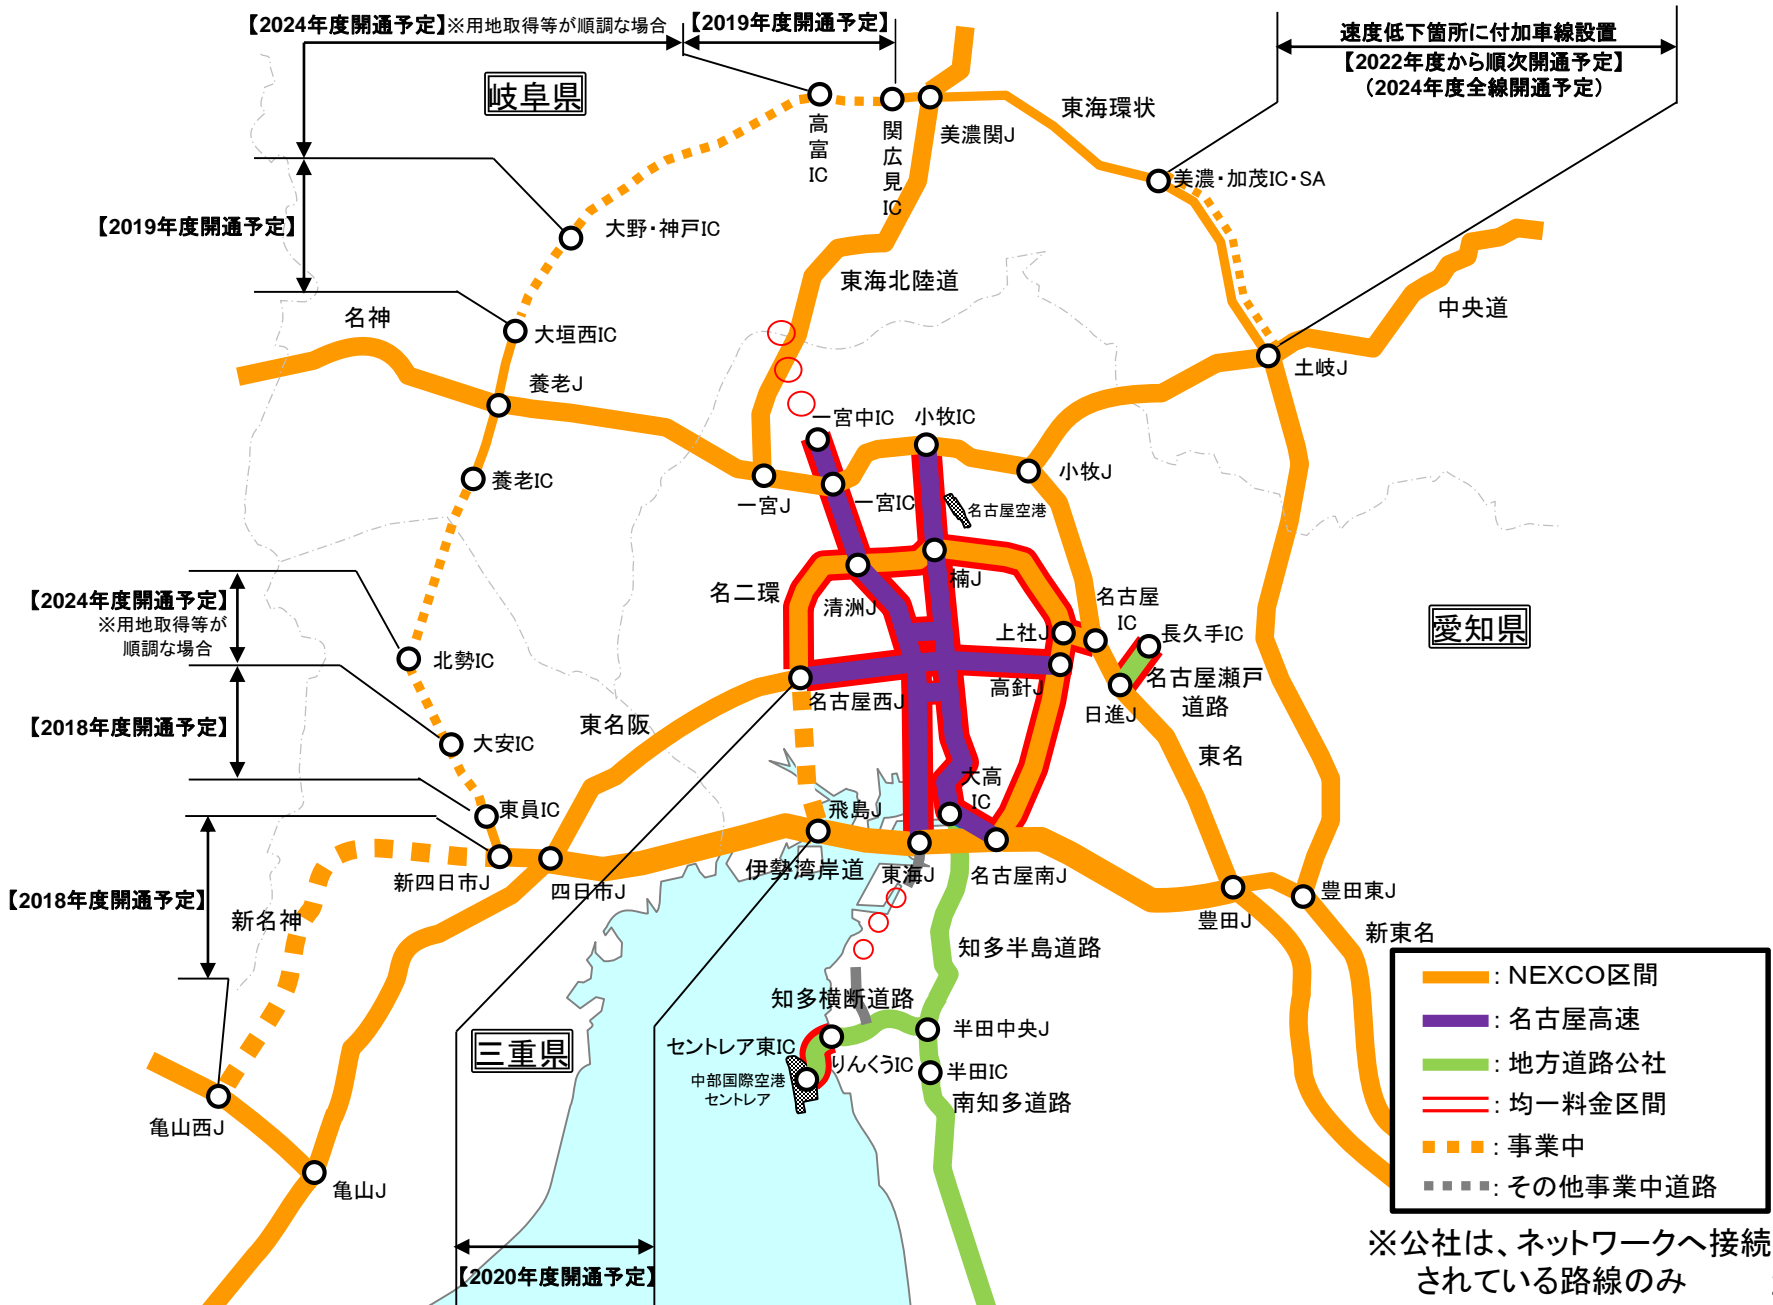 【2024年度開通予定】※用地取得等が順調な場合
【2019年度開通予定】
速度低下箇所に付加車線設置
【2022年度から順次開通予定】
（2024年度全線開通予定）
岐阜県
高富IC
関広見IC
美濃関J
東海環状
美濃・加茂IC・SA
【2019年度開通予定】
大野・神戸IC
東海北陸道
中央道
名神
大垣西IC
土岐J
養老J
一宮中IC
小牧IC
養老IC
一宮J
一宮IC
小牧J
名古屋空港
【2024年度開通予定】
※用地取得等が
順調な場合
名二環
清洲J
楠J
名古屋
IC
上社J
長久手IC
愛知県
北勢IC
高針J
名古屋瀬戸
道路
名古屋西J
日進J
【2018年度開通予定】
東名阪
大安IC
東名
大高
IC
東員IC
飛島J
伊勢湾岸道
東海J
名古屋南J
新四日市J
四日市J
【2018年度開通予定】
新名神
豊田J
豊田東J
新東名
知多半島道路
知多横断道路
三重県
セントレア東IC
りんくうIC
半田中央J
中部国際空港
セントレア
半田IC
南知多道路
亀山西J
亀山J
【2020年度開通予定】
：NEXCO区間
：名古屋高速
：地方道路公社
：均一料金区間
：事業中
：その他事業中道路
※公社は、ネットワークへ接続
されている路線のみ